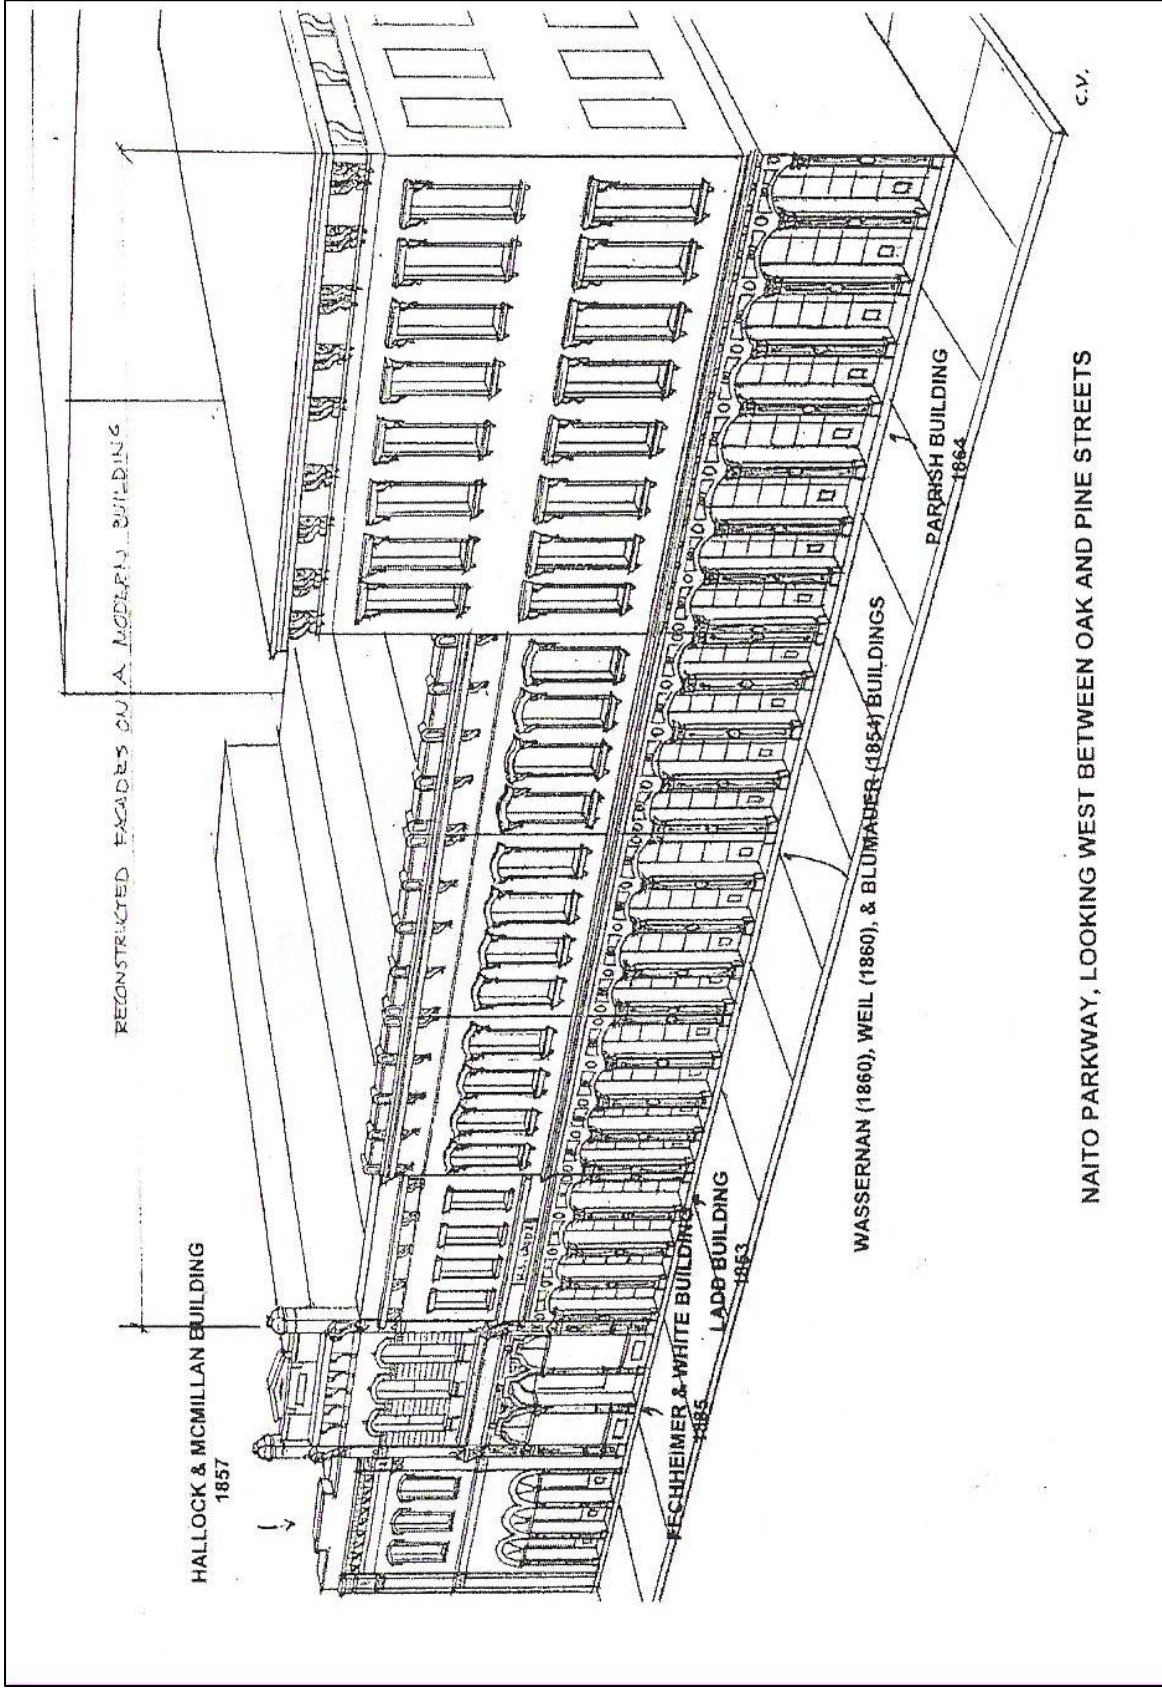 RECONSTRUCTED FACADES ON A MODERN BUILDING
HALLOCK & MCMILLAN BUILDING
1857
FECHHEIMER & WHITE BUILDING
1885
LADD BUILDING
1853
WASSERNAN (1860), WEIL (1860), & BLUMAUER (1854) BUILDINGS
PARRISH BUILDING
1864
NAITO PARKWAY, LOOKING WEST BETWEEN OAK AND PINE STREETS
C.V.